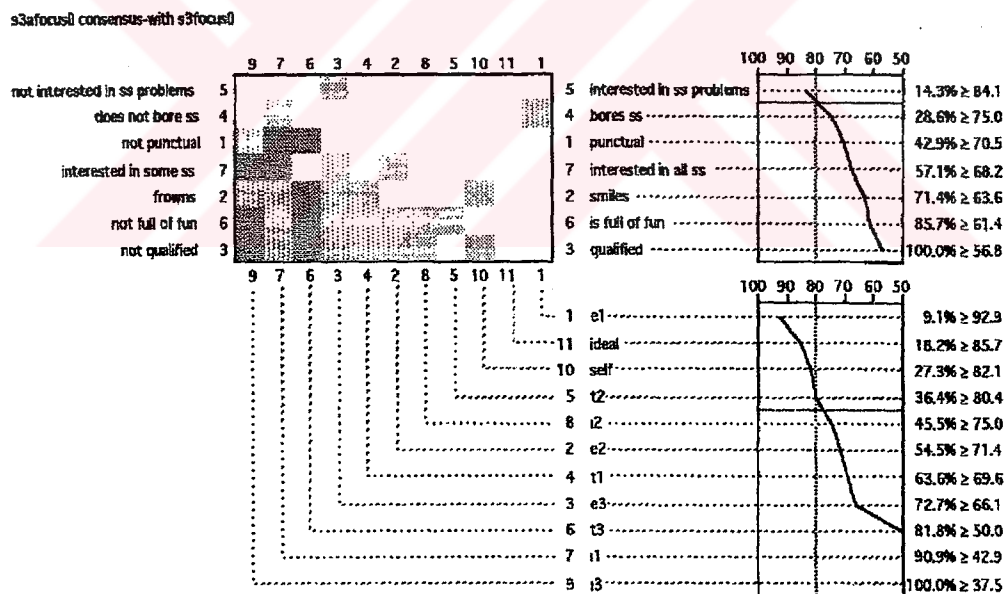 s3afocus0 consensus-with s3focus0
9 7 6 3 4 2 8 5 10 11 1
100 90 80 70 60 50
not interested in ss problems 5 5 interested in ss problems 14.3% ≥ 84.1
does not bore ss 4 4 bores ss 28.6% ≥ 75.0
not punctual 1 1 punctual 42.9% ≥ 70.5
interested in some ss 7 7 interested in all ss 57.1% ≥ 68.2
frowns 2 2 smiles 71.4% ≥ 63.6
not full of fun 6 6 is full of fun 85.7% ≥ 61.4
not qualified 3 3 qualified 100.0% ≥ 56.8
9 7 6 3 4 2 8 5 10 11 1
100 90 80 70 60 50
1 e1 9.1% ≥ 92.9
11 ideal 18.2% ≥ 85.7
10 self 27.3% ≥ 82.1
5 t2 36.4% ≥ 80.4
8 i2 45.5% ≥ 75.0
2 e2 54.5% ≥ 71.4
4 t1 63.6% ≥ 69.6
3 e3 72.7% ≥ 66.1
6 t3 81.8% ≥ 50.0
7 i1 90.9% ≥ 42.9
9 i3 100.0% ≥ 37.5